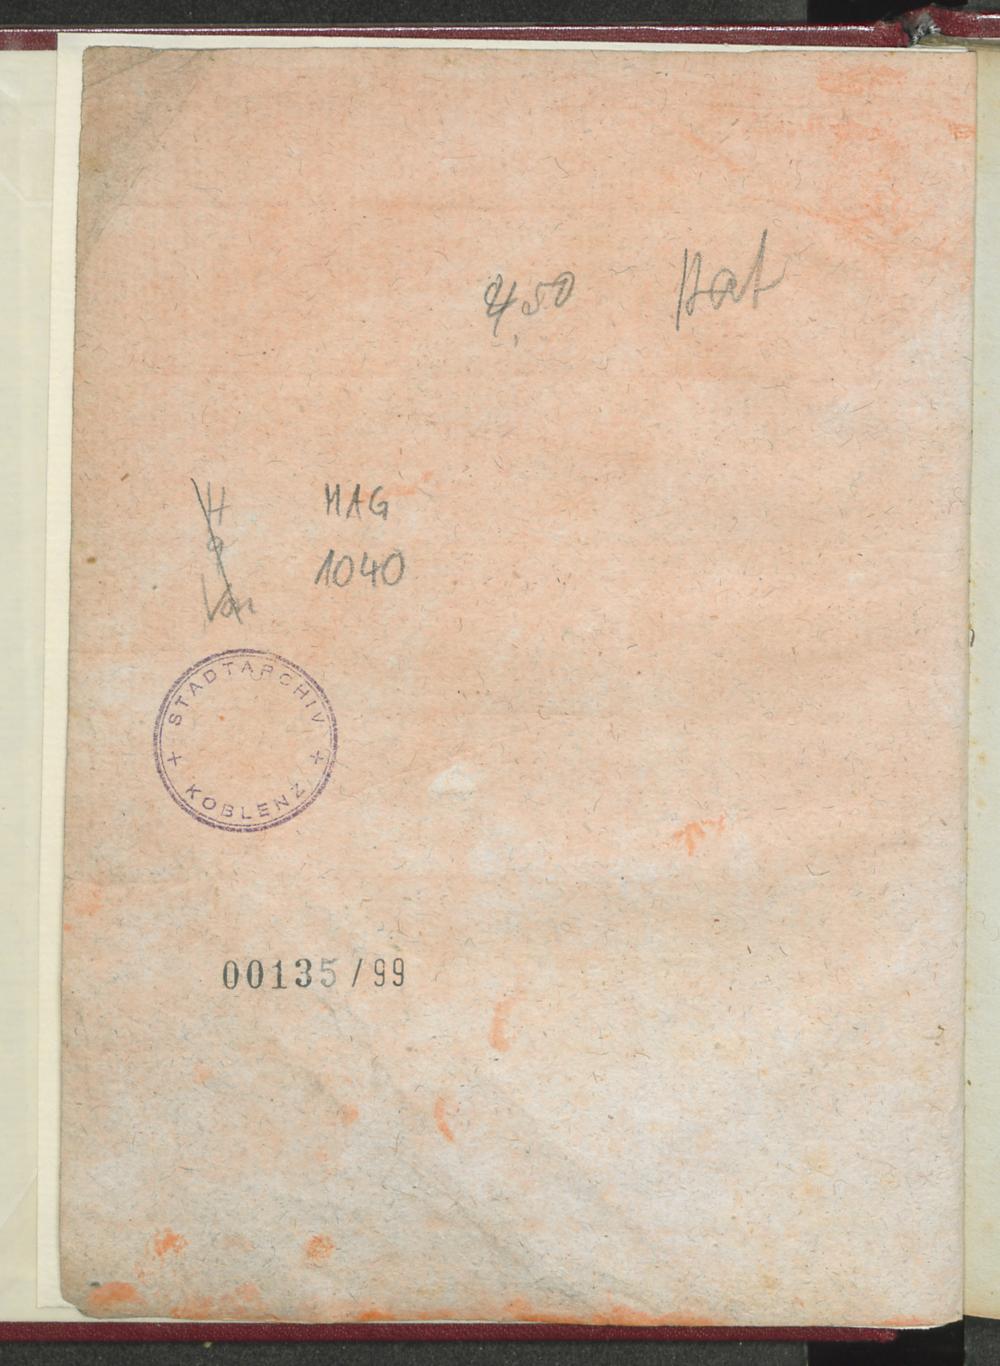 4,50
MAG
1040
STADTARCHIV
KOBLENZ
00135/99